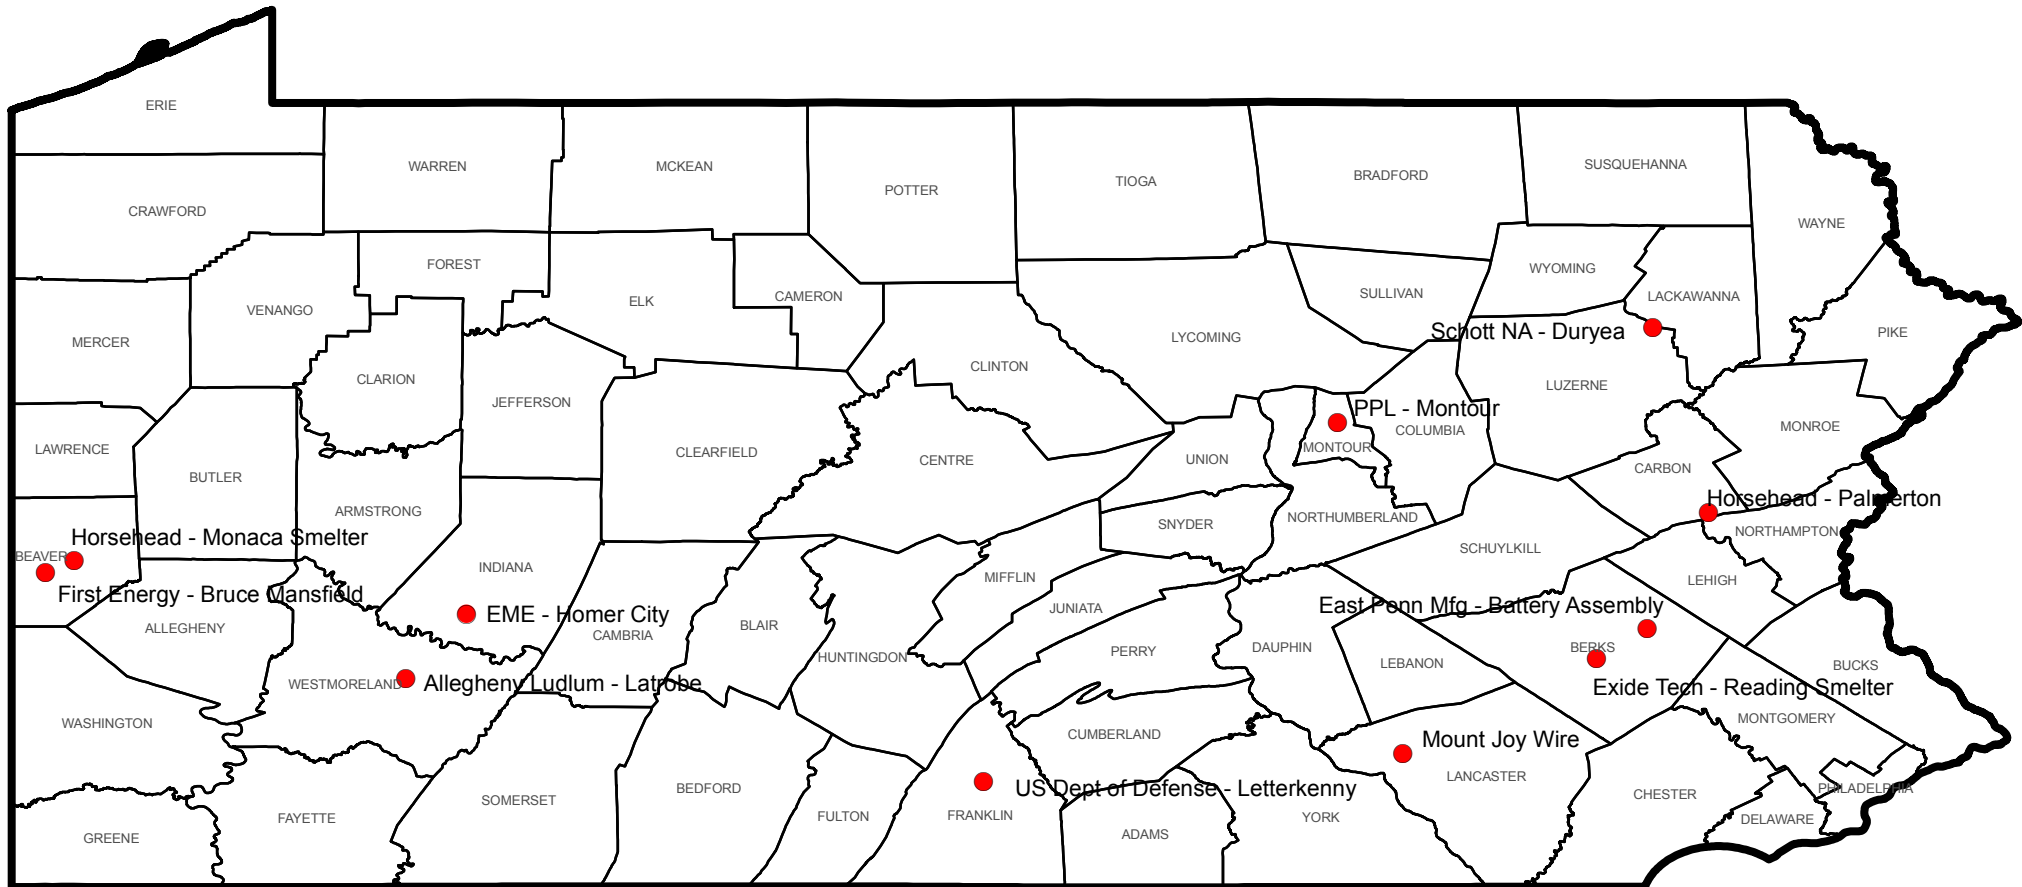 ERIE
WARREN
MCKEAN
POTTER
TIOGA
BRADFORD
SUSQUEHANNA
WAYNE
CRAWFORD
FOREST
VENANGO
ELK
CAMERON
SULLIVAN
WYOMING
LACKAWANNA
PIKE
MERCER
CLARION
JEFFERSON
CLINTON
LYCOMING
Schott NA - Duryea
LUZERNE
LAWRENCE
BUTLER
ARMSTRONG
CLEARFIELD
CENTRE
UNION
PPL - Montour
MONTOUR
COLUMBIA
CARBON
MONROE
Horsehead - Palmerton
SNYDER
NORTHUMBERLAND
SCHUYLKILL
NORTHAMPTON
LEHIGH
BEAVER
Horsehead - Monaca Smelter
First Energy - Bruce Mansfield
ALLEGHENY
INDIANA
EME - Homer City
CAMBRIA
BLAIR
HUNTINGDON
MIFFLIN
JUNIATA
PERRY
DAUPHIN
LEBANON
East Penn Mfg - Battery Assembly
BERKS
Exide Tech - Reading Smelter
BUCKS
MONTGOMERY
WESTMORELAND
Allegheny Ludlum - Latrobe
WASHINGTON
GREENE
FAYETTE
SOMERSET
BEDFORD
FULTON
FRANKLIN
US Dept of Defense - Letterkenny
CUMBERLAND
ADAMS
YORK
Mount Joy Wire
LANCASTER
CHESTER
DELAWARE
PHILADELPHIA